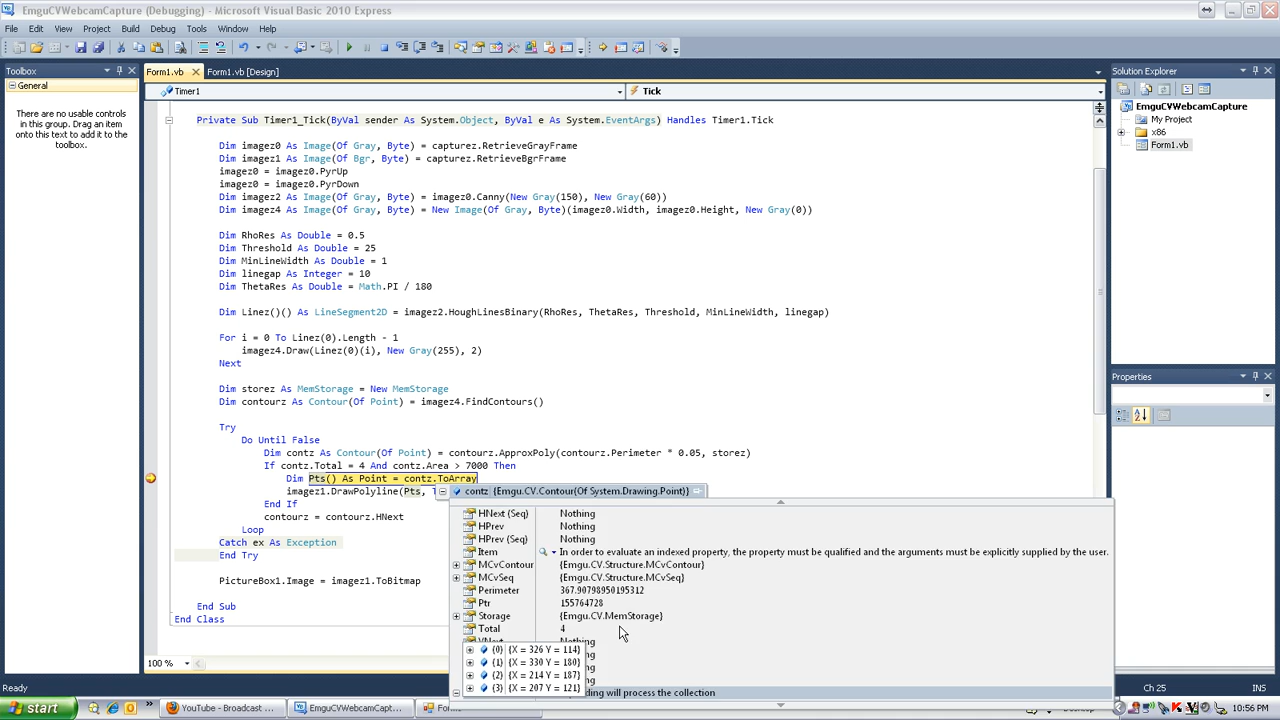 EmguCVWebcamCapture (Debugging) - Microsoft Visual Basic 2010 Express
File Edit View Project Build Debug Data Tools Window Help
Toolbox
General
There are no usable controls
in this group. Drag an item
onto this text to add it to the
toolbox.
Form1.vb Form1.vb [Design]
Timer1 Tick
Private Sub Timer1_Tick(ByVal sender As System.Object, ByVal e As System.EventArgs) Handles Timer1.Tick
Dim imagez0 As Image(Of Gray, Byte) = capturez.RetrieveGrayFrame
Dim imagez1 As Image(Of Bgr, Byte) = capturez.RetrieveBgrFrame
imagez0 = imagez0.PyrUp
imagez0 = imagez0.PyrDown
Dim imagez2 As Image(Of Gray, Byte) = imagez0.Canny(New Gray(150), New Gray(60))
Dim imagez4 As Image(Of Gray, Byte) = New Image(Of Gray, Byte)(imagez0.Width, imagez0.Height, New Gray(0))
Dim RhoRes As Double = 0.5
Dim Threshold As Double = 25
Dim MinLineWidth As Double = 1
Dim linegap As Integer = 10
Dim ThetaRes As Double = Math.PI / 180
Dim Linez()() As LineSegment2D = imagez2.HoughLinesBinary(RhoRes, ThetaRes, Threshold, MinLineWidth, linegap)
For i = 0 To Linez(0).Length - 1
imagez4.Draw(Linez(0)(i), New Gray(255), 2)
Next
Dim storez As MemStorage = New MemStorage
Dim contourz As Contour(Of Point) = imagez4.FindContours()
Try
Do Until False
Dim contz As Contour(Of Point) = contourz.ApproxPoly(contourz.Perimeter * 0.05, storez)
If contz.Total = 4 And contz.Area > 7000 Then
Dim Pts() As Point = contz.ToArray
imagez1.DrawPolyline(Pts,
End If
contourz = contourz.HNext
Loop
Catch ex As Exception
End Try
PictureBox1.Image = imagez1.ToBitmap
End Sub
End Class
contz {Emgu.CV.Contour(Of System.Drawing.Point)}
HNext (Seq) Nothing
HPrev Nothing
HPrev (Seq) Nothing
Item In order to evaluate an indexed property, the property must be qualified and the arguments must be explicitly supplied by the user.
MCvContour {Emgu.CV.Structure.MCvContour}
MCvSeq {Emgu.CV.Structure.MCvSeq}
Perimeter 367.90798950195312
Ptr 155764728
Storage {Emgu.CV.MemStorage}
Total 4
VNext Nothing
(0) {X = 326 Y = 114}
(1) {X = 330 Y = 180}
(2) {X = 214 Y = 187}
(3) {X = 207 Y = 121}
will process the collection
Solution Explorer
EmguCVWebcamCapture
My Project
x86
Form1.vb
Properties
100 %
Ready
Ln
Col
Ch 25
start
YouTube - Broadcast ...
EmguCVWebcamCaptur...
Form1
Desktop
10:56 PM